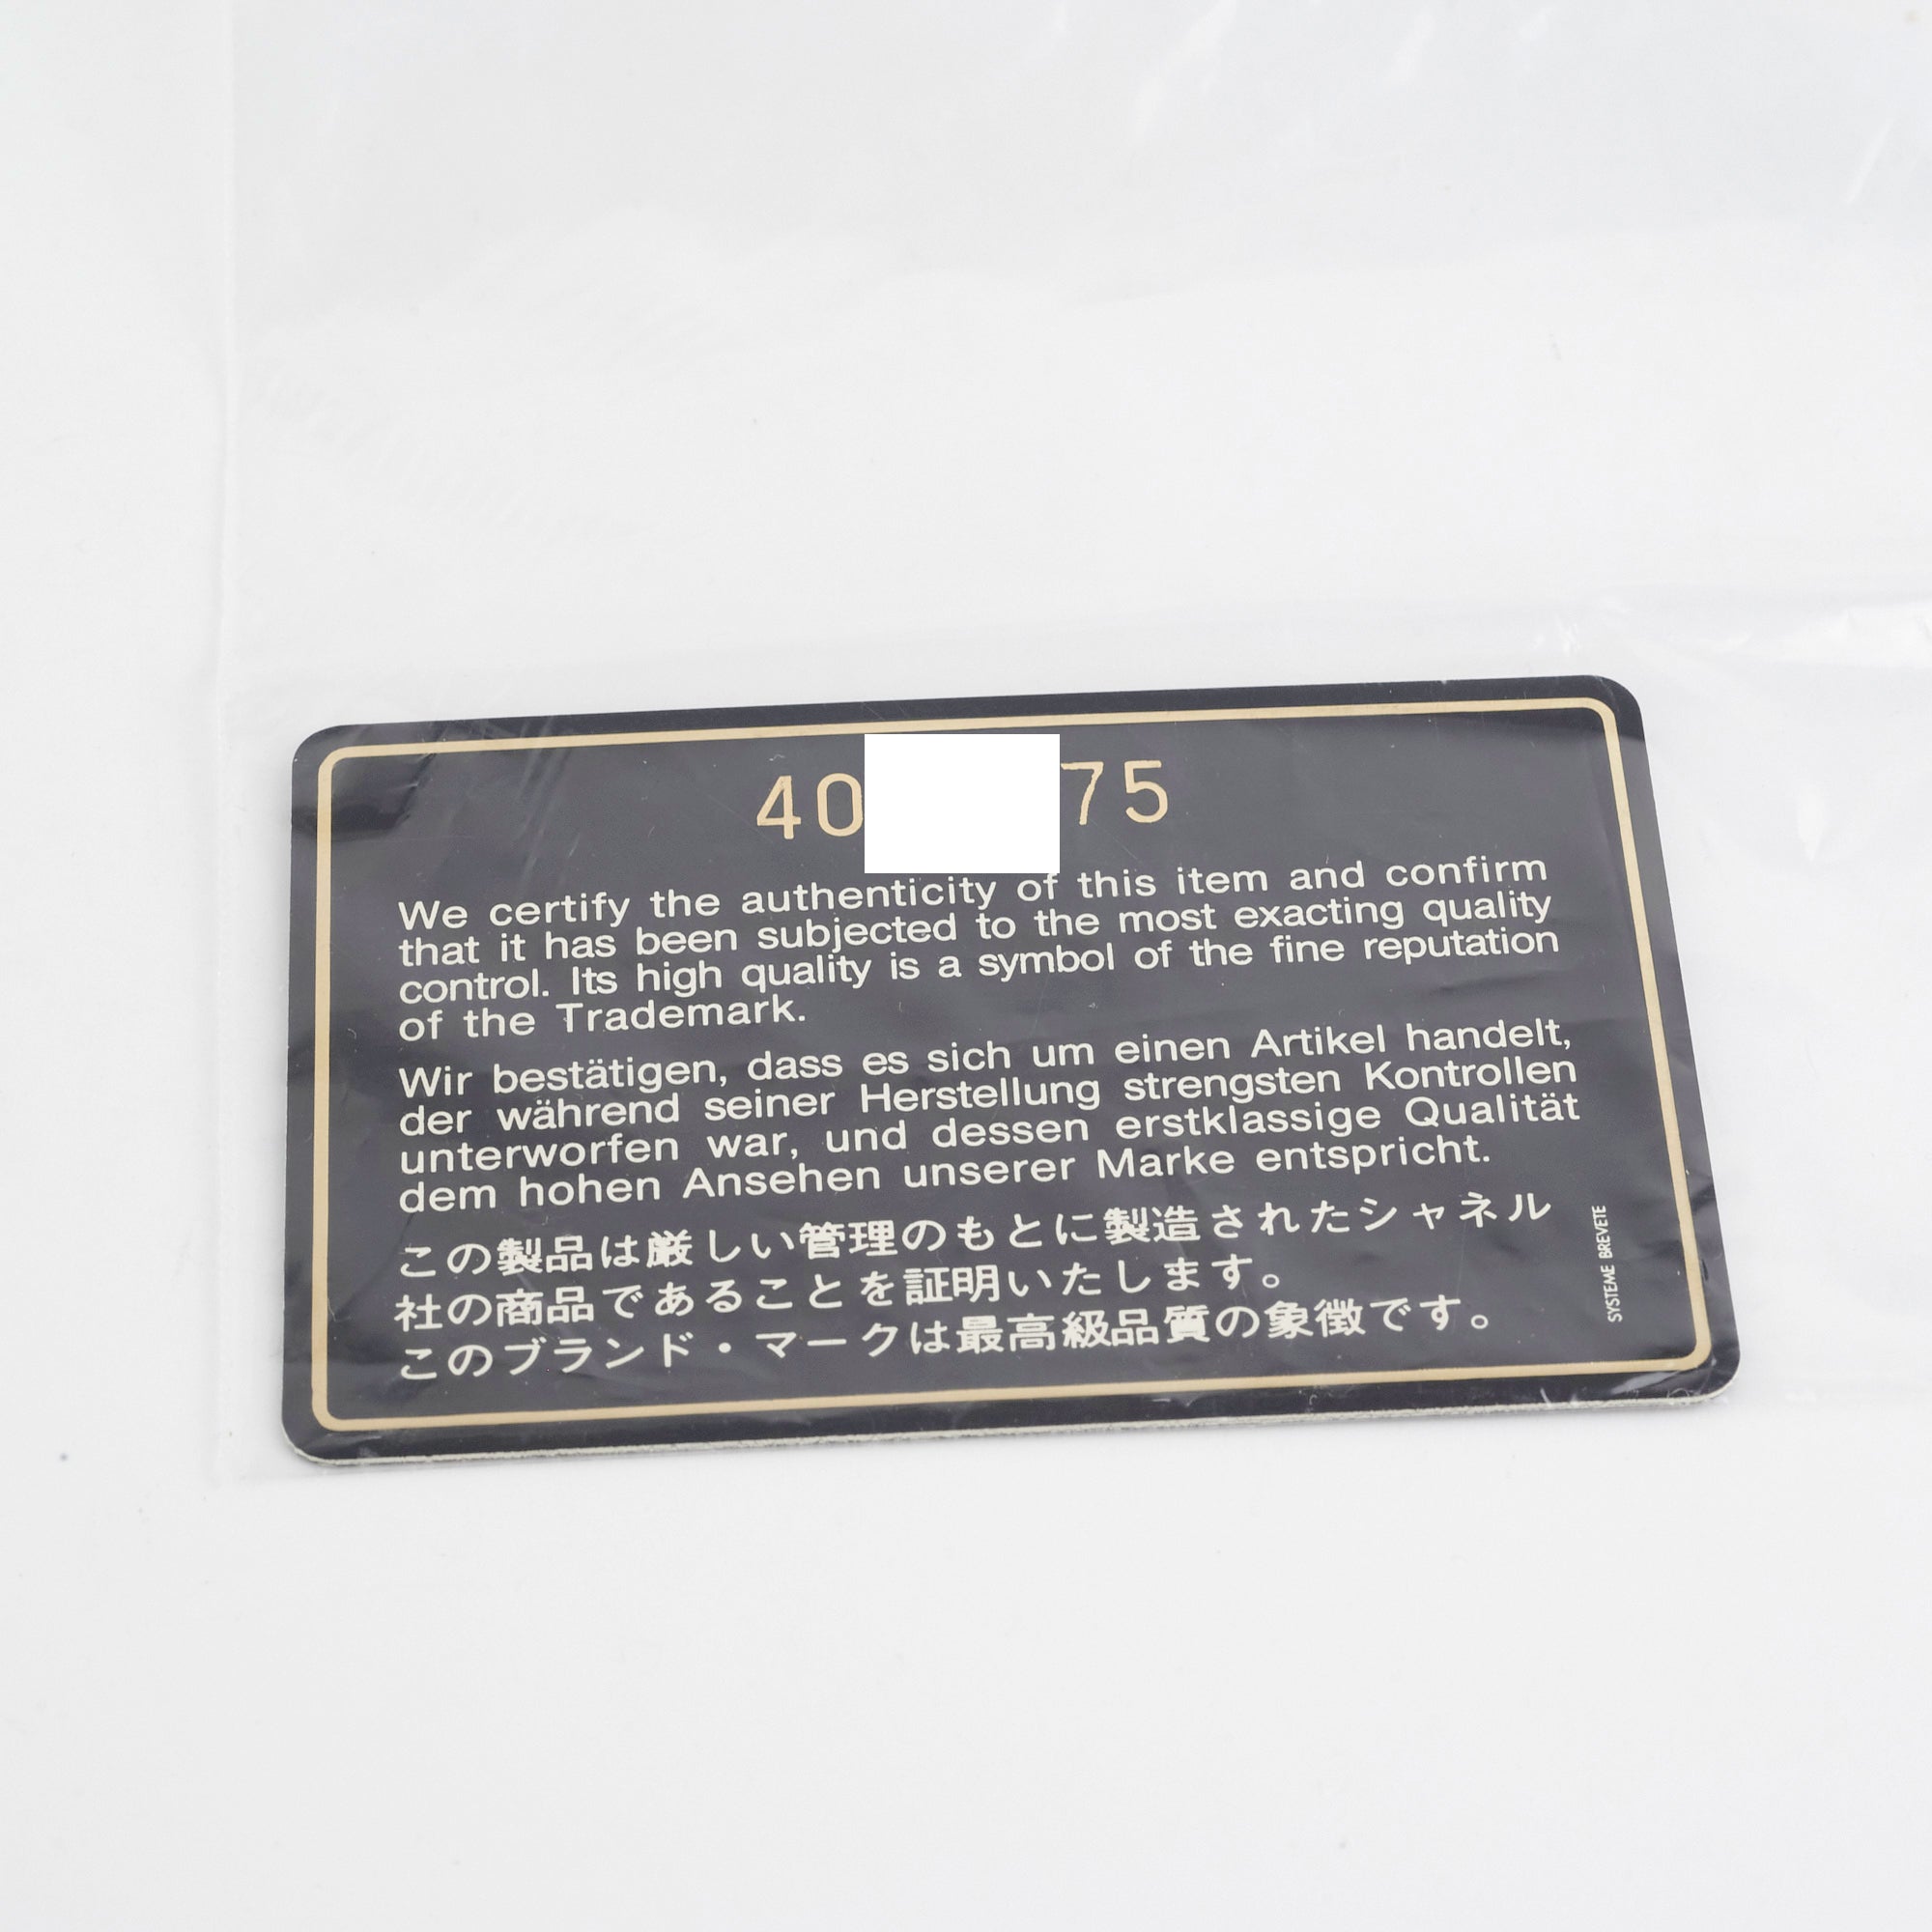 40 75
We certify the authenticity of this item and confirm
that it has been subjected to the most exacting quality
control. Its high quality is a symbol of the fine reputation
of the Trademark.
Wir bestätigen, dass es sich um einen Artikel handelt,
der während seiner Herstellung strengsten Kontrollen
unterworfen war, und dessen erstklassige Qualität
dem hohen Ansehen unserer Marke entspricht.
この製品は厳しい管理のもとに製造されたシャネル
社の商品であることを証明いたします。
このブランド・マークは最高級品質の象徴です。
SYSTEME BREVETE